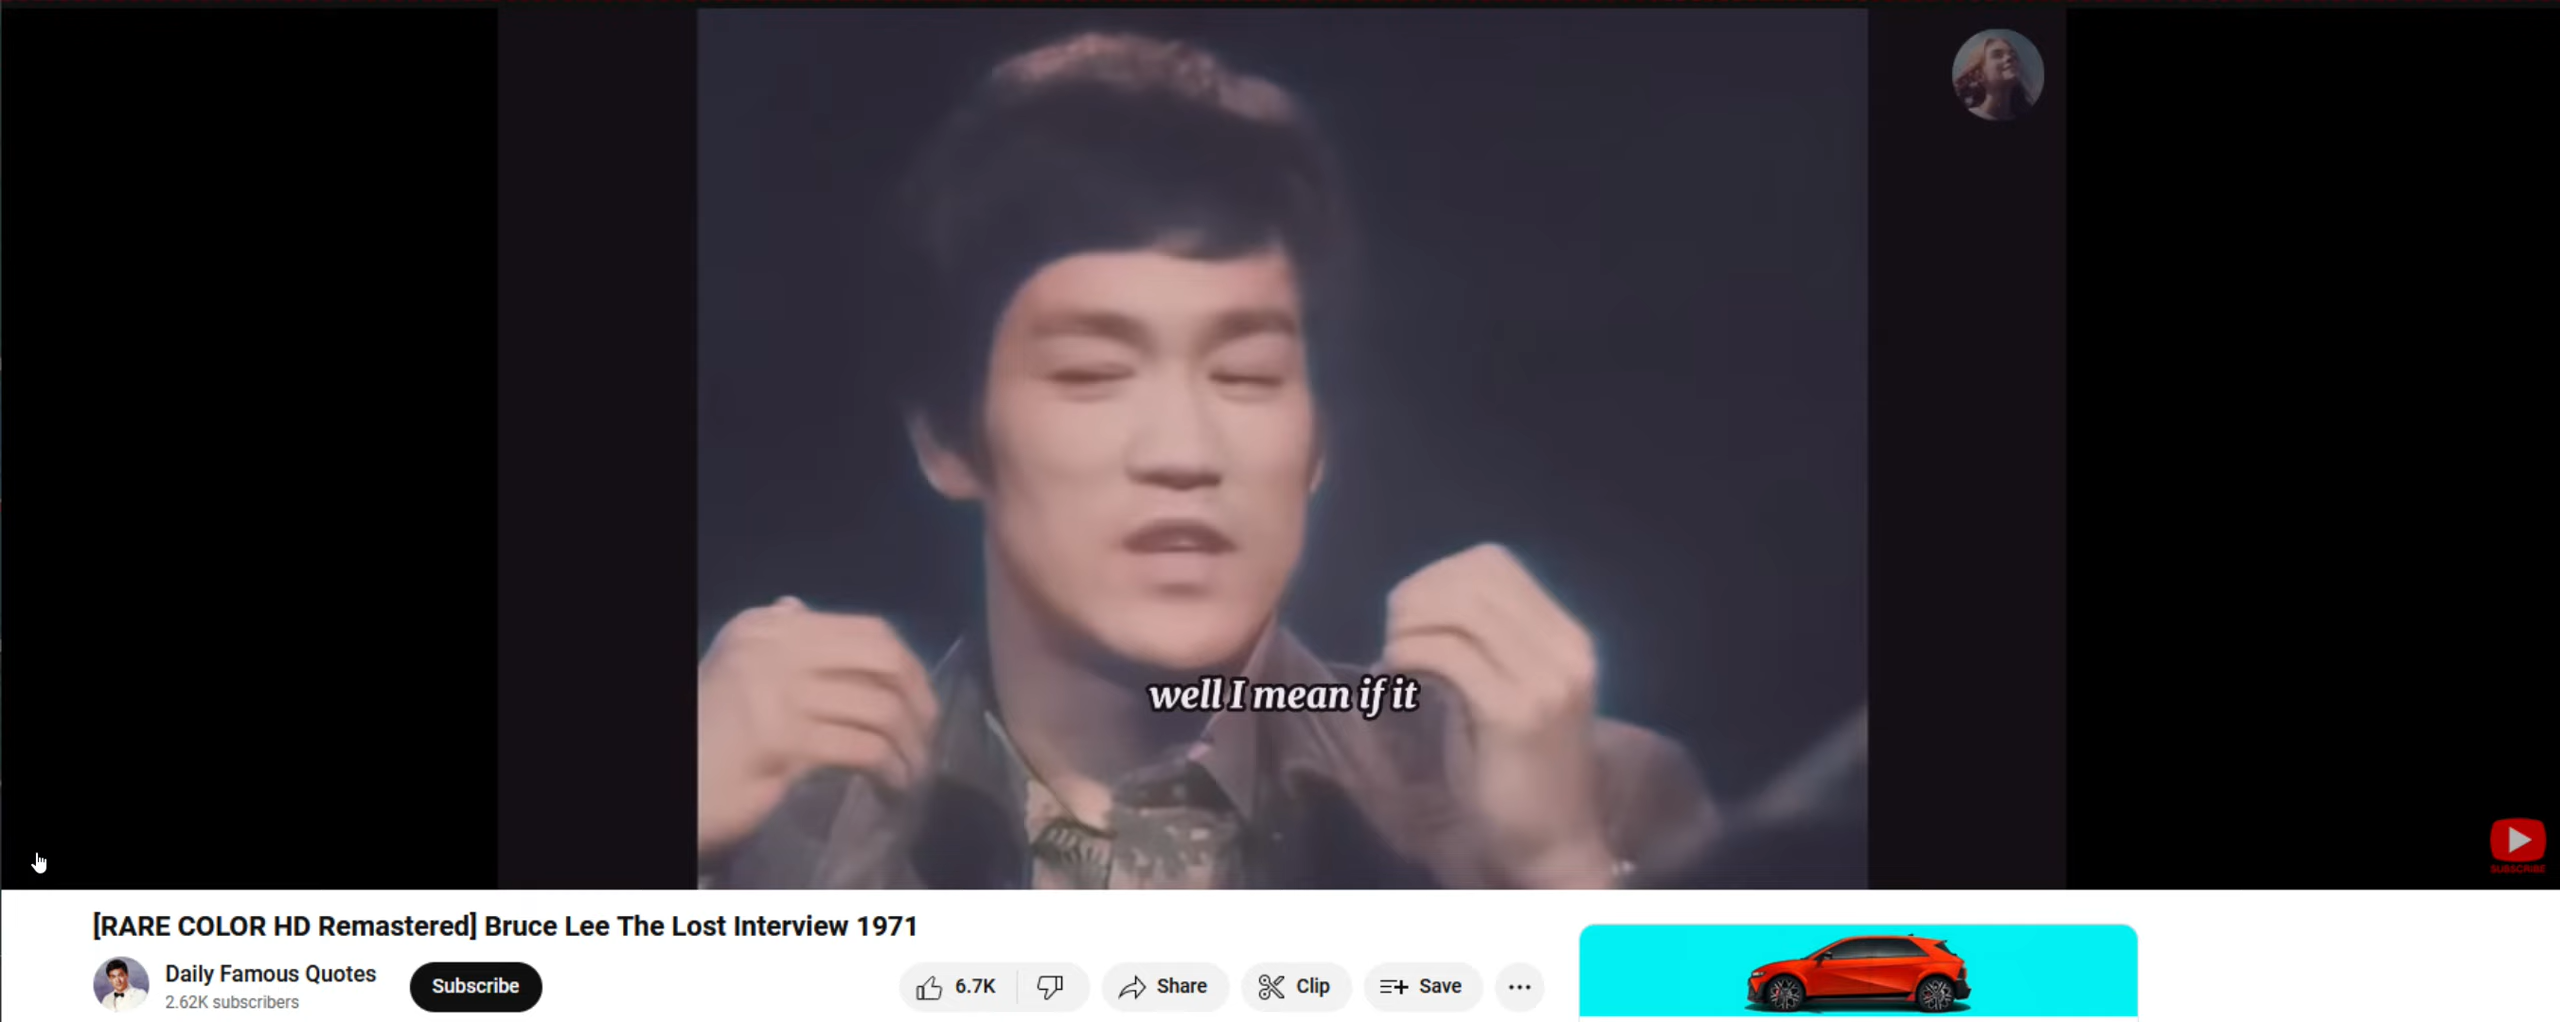 well I mean if it
SUBSCRIBE
[RARE COLOR HD Remastered] Bruce Lee The Lost Interview 1971
Daily Famous Quotes
2.62K subscribers
Subscribe
6.7K
Share
Clip
Save